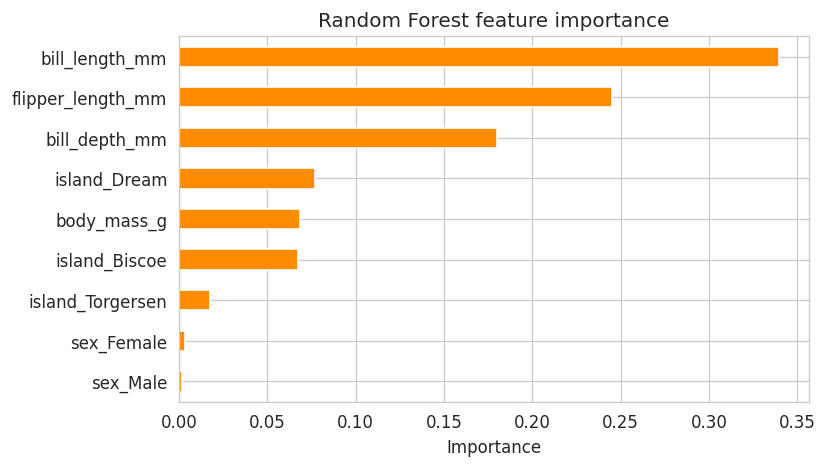 Random Forest feature importance
bill_length_mm
flipper_length_mm
bill_depth_mm
island_Dream
body_mass_g
island_Biscoe
island_Torgersen
sex_Female
sex_Male
0.00 0.05 0.10 0.15 0.20 0.25 0.30 0.35
Importance